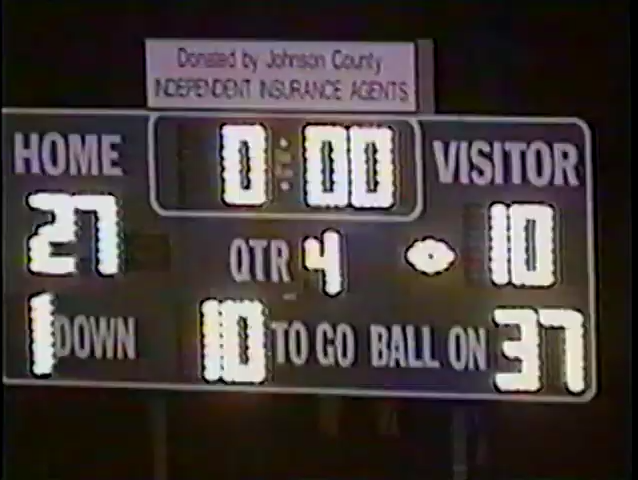 Donated by Johnson County
INDEPENDENT INSURANCE AGENTS
HOME 0:00 VISITOR
27 QTR 4 10
1 DOWN 10 TO GO BALL ON 37